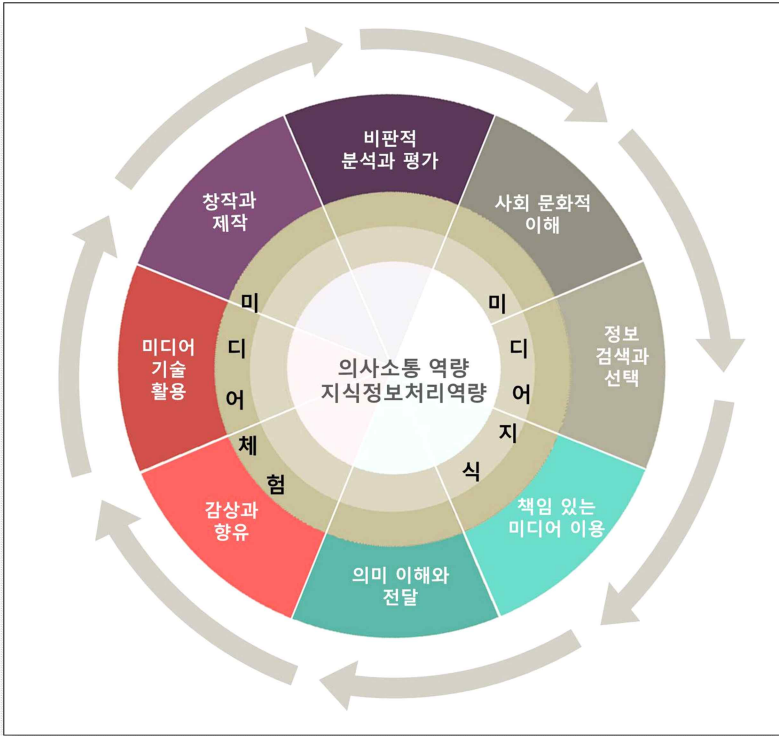 비판적
분석과 평가
사회 문화적
이해
정보
검색과
선택
책임 있는
미디어 이용
의미 이해와
전달
감상과
향유
미디어
기술
활용
창작과
제작
미디어체험
미디어지식
의사소통 역량
지식정보처리역량